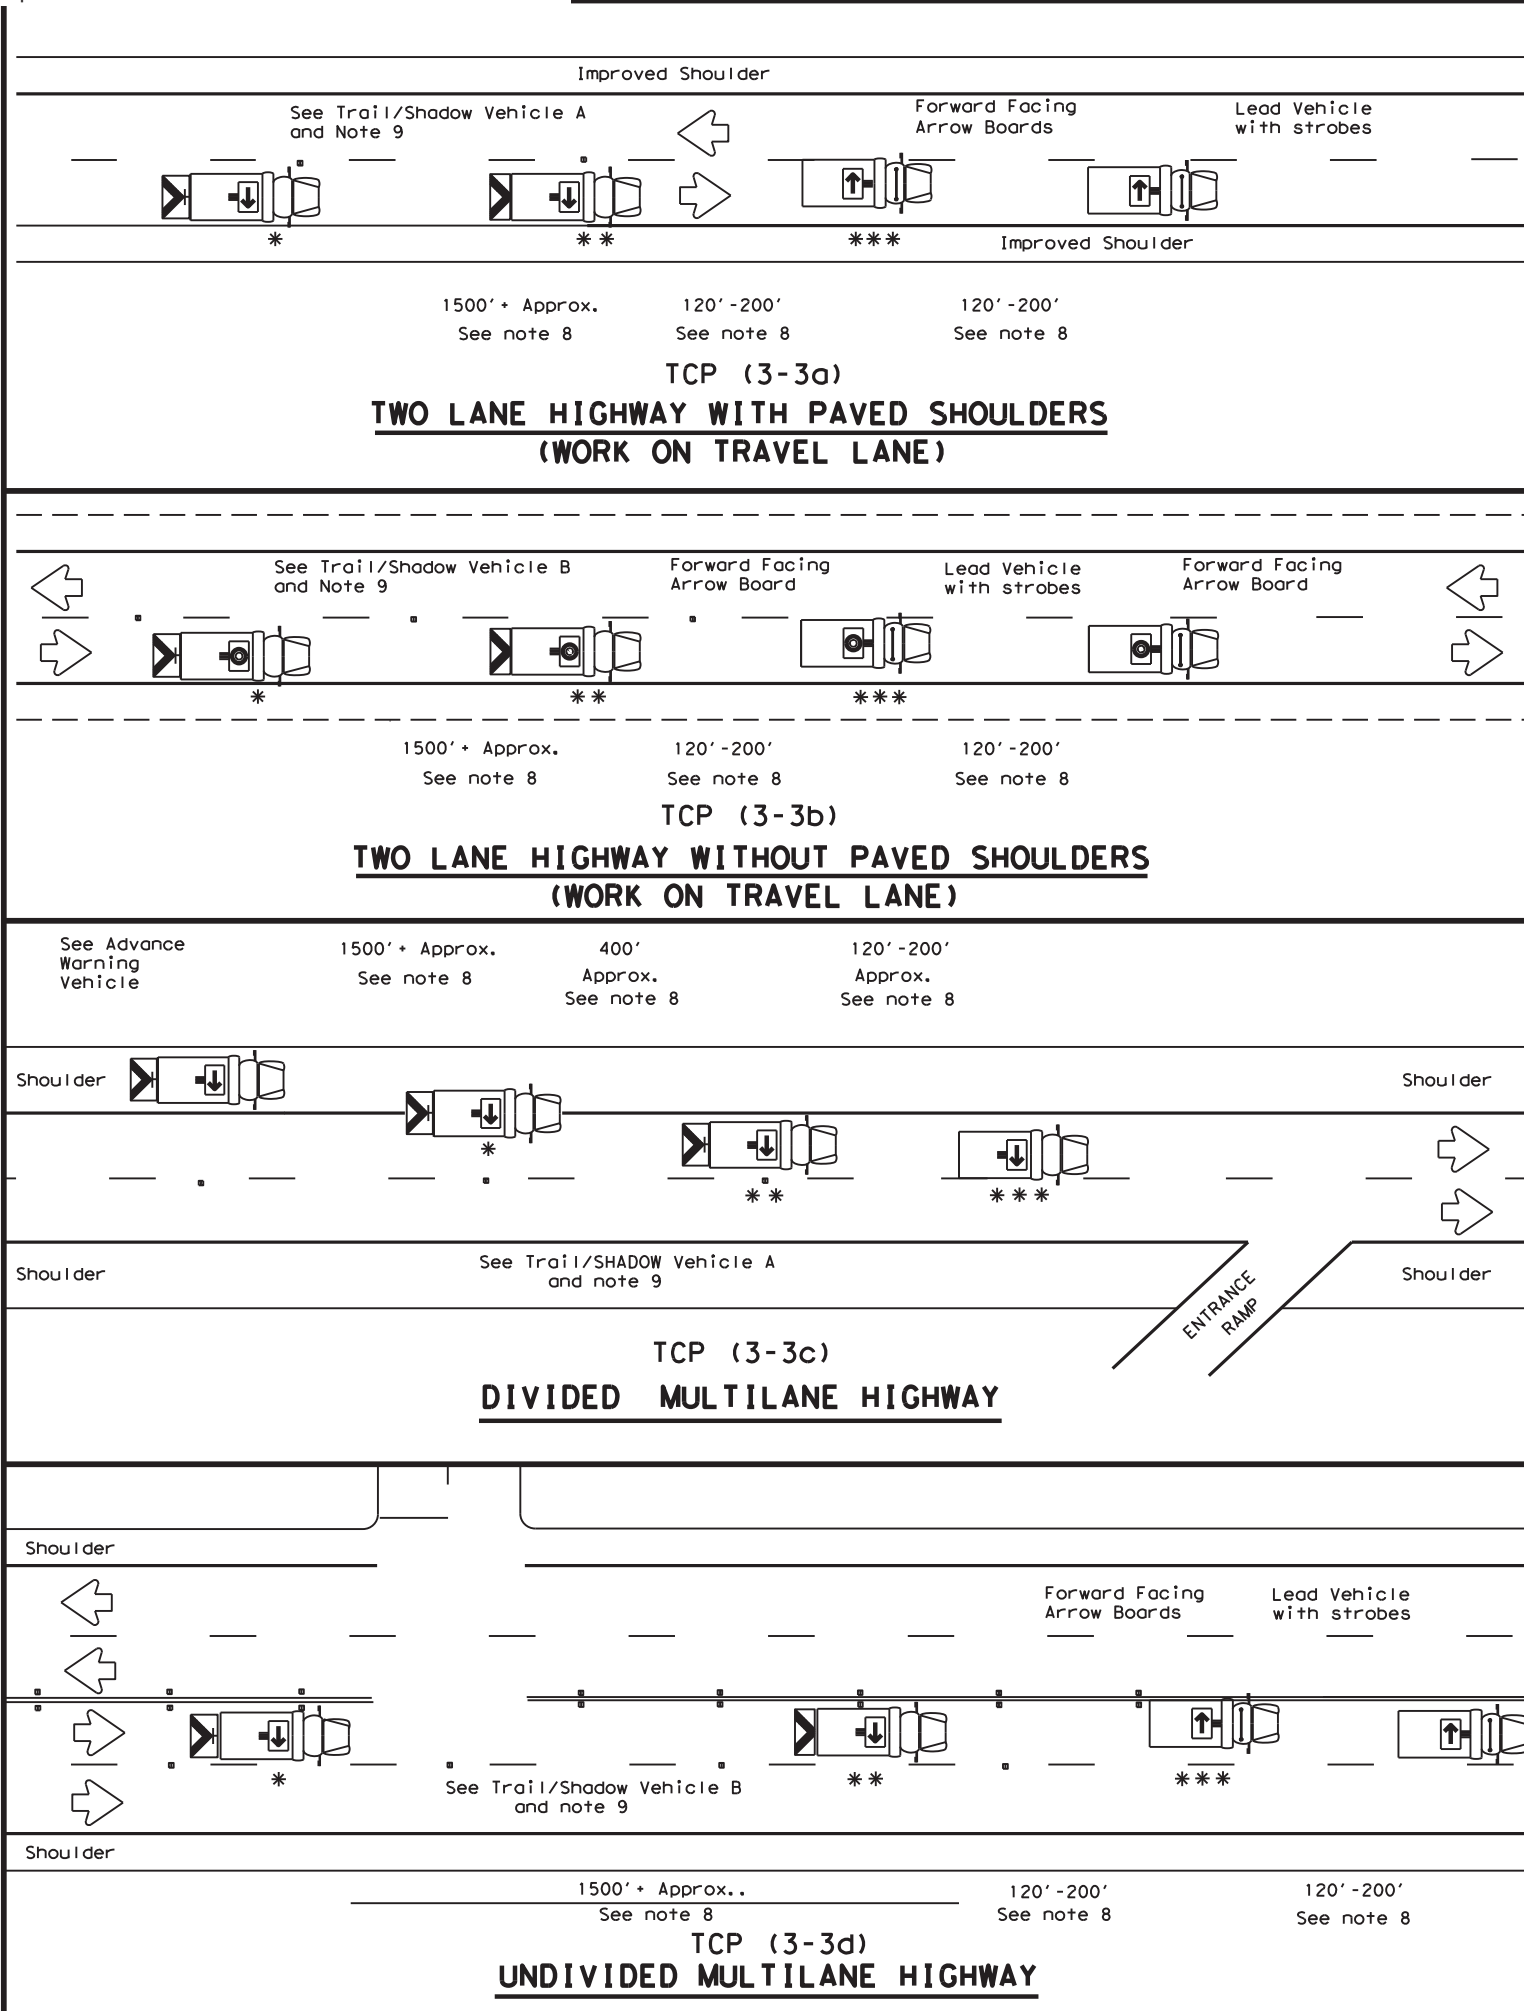 Improved Shoulder
See Trail/Shadow Vehicle A
and Note 9
Forward Facing
Arrow Boards
Lead Vehicle
with strobes
*
**
***
Improved Shoulder
1500'+ Approx.
See note 8
120'-200'
See note 8
120'-200'
See note 8
TCP (3-3a)
TWO LANE HIGHWAY WITH PAVED SHOULDERS
(WORK ON TRAVEL LANE)
See Trail/Shadow Vehicle B
and Note 9
Forward Facing
Arrow Board
Lead Vehicle
with strobes
Forward Facing
Arrow Board
*
**
***
1500'+ Approx.
See note 8
120'-200'
See note 8
120'-200'
See note 8
TCP (3-3b)
TWO LANE HIGHWAY WITHOUT PAVED SHOULDERS
(WORK ON TRAVEL LANE)
See Advance
Warning
Vehicle
1500'+ Approx.
See note 8
400'
Approx.
See note 8
120'-200'
Approx.
See note 8
Shoulder
Shoulder
*
**
***
Shoulder
See Trail/SHADOW Vehicle A
and note 9
Shoulder
ENTRANCE
RAMP
TCP (3-3c)
DIVIDED MULTILANE HIGHWAY
Shoulder
Forward Facing
Arrow Boards
Lead Vehicle
with strobes
*
**
***
See Trail/Shadow Vehicle B
and note 9
Shoulder
1500'+ Approx..
See note 8
120'-200'
See note 8
120'-200'
See note 8
TCP (3-3d)
UNDIVIDED MULTILANE HIGHWAY